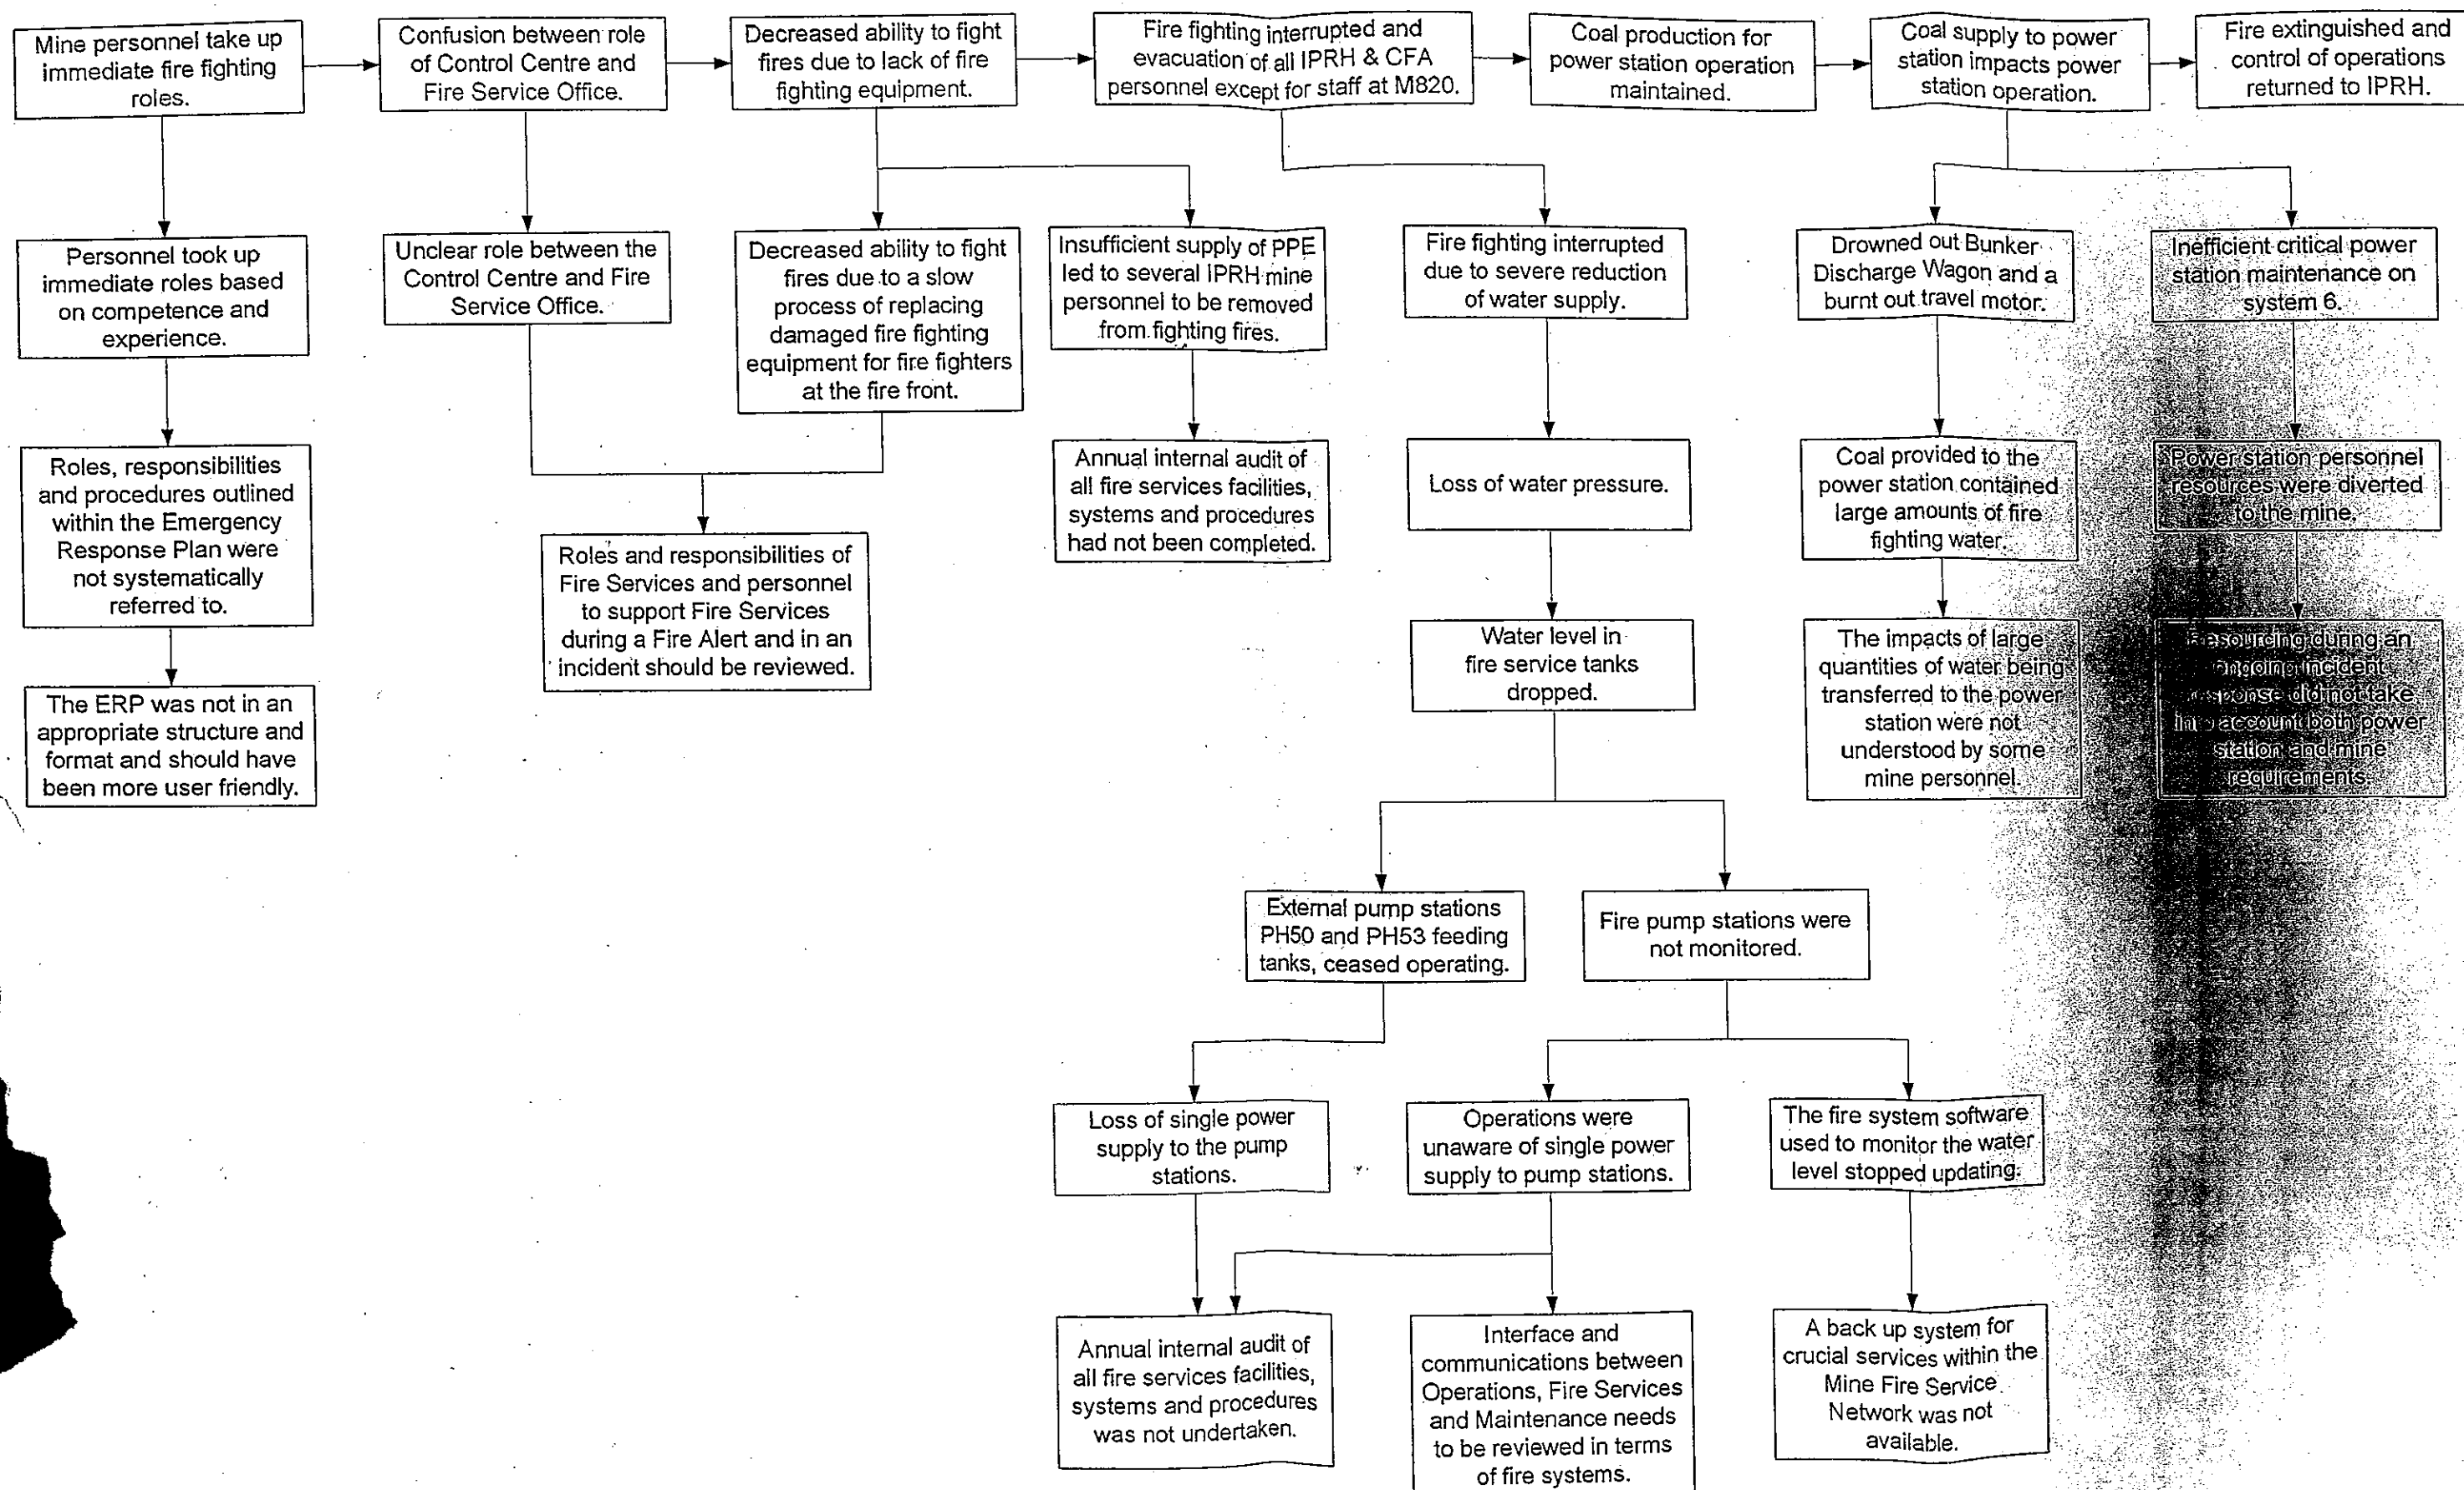 Mine personnel take up
immediate fire fighting
roles.
Confusion between role
of Control Centre and
Fire Service Office.
Decreased ability to fight
fires due to lack of fire
fighting equipment.
Fire fighting interrupted and
evacuation of all IPRH & CFA
personnel except for staff at M820.
Coal production for
power station operation
maintained.
Coal supply to power
station impacts power
station operation.
Fire extinguished and
control of operations
returned to IPRH.
Personnel took up
immediate roles based
on competence and
experience.
Unclear role between the
Control Centre and Fire
Service Office.
Decreased ability to fight
fires due to a slow
process of replacing
damaged fire fighting
equipment for fire fighters
at the fire front.
Insufficient supply of PPE
led to several IPRH mine
personnel to be removed
from fighting fires.
Fire fighting interrupted
due to severe reduction
of water supply.
Drowned out Bunker
Discharge Wagon and a
burnt out travel motor.
Inefficient critical power
station maintenance on
system 6.
Roles, responsibilities
and procedures outlined
within the Emergency
Response Plan were
not systematically
referred to.
Annual internal audit of
all fire services facilities,
systems and procedures
had not been completed.
Loss of water pressure.
Coal provided to the
power station contained
large amounts of fire
fighting water.
Power station personnel
resources were diverted
to the mine.
Roles and responsibilities of
Fire Services and personnel
to support Fire Services
during a Fire Alert and in an
incident should be reviewed.
Water level in
fire service tanks
dropped.
The impacts of large
quantities of water being
transferred to the power
station were not
understood by some
mine personnel.
Resourcing during an
ongoing incident
response did not take
into account both power
station and mine
requirements.
The ERP was not in an
appropriate structure and
format and should have
been more user friendly.
External pump stations
PH50 and PH53 feeding
tanks, ceased operating.
Fire pump stations were
not monitored.
Loss of single power
supply to the pump
stations.
Operations were
unaware of single power
supply to pump stations.
The fire system software
used to monitor the water
level stopped updating.
Annual internal audit of
all fire services facilities,
systems and procedures
was not undertaken.
Interface and
communications between
Operations, Fire Services
and Maintenance needs
to be reviewed in terms
of fire systems.
A back up system for
crucial services within the
Mine Fire Service
Network was not
available.